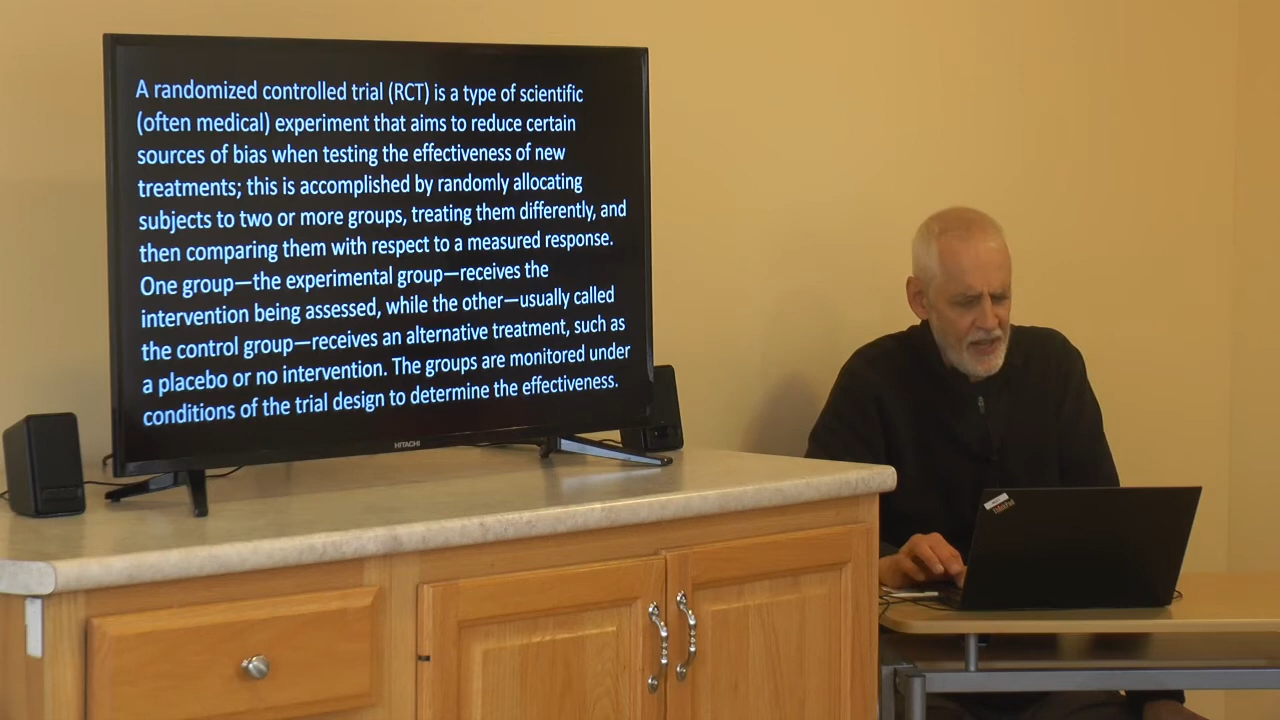 A randomized controlled trial (RCT) is a type of scientific
(often medical) experiment that aims to reduce certain
sources of bias when testing the effectiveness of new
treatments; this is accomplished by randomly allocating
subjects to two or more groups, treating them differently, and
then comparing them with respect to a measured response.
One group—the experimental group—receives the
intervention being assessed, while the other—usually called
the control group—receives an alternative treatment, such as
a placebo or no intervention. The groups are monitored under
conditions of the trial design to determine the effectiveness.
HITACHI